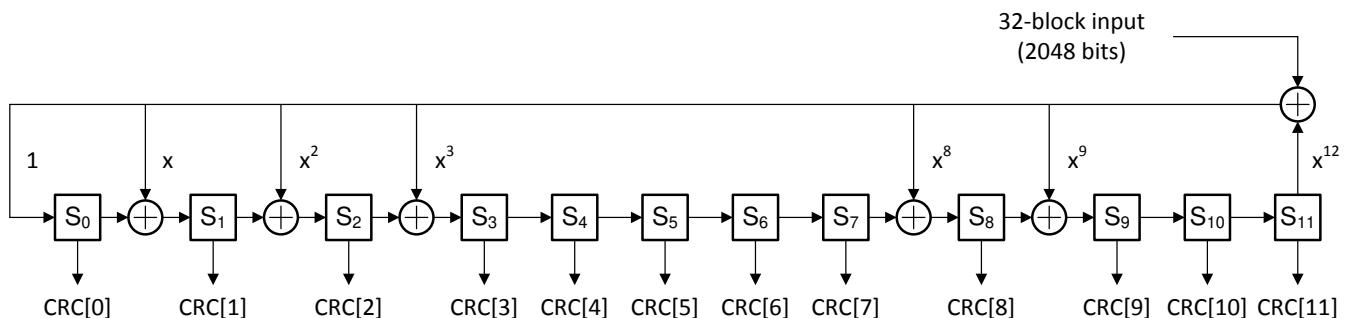 32-block input
(2048 bits)
1 x x² x³ x⁸ x⁹ x¹²
S₀ S₁ S₂ S₃ S₄ S₅ S₆ S₇ S₈ S₉ S₁₀ S₁₁
CRC[0] CRC[1] CRC[2] CRC[3] CRC[4] CRC[5] CRC[6] CRC[7] CRC[8] CRC[9] CRC[10] CRC[11]